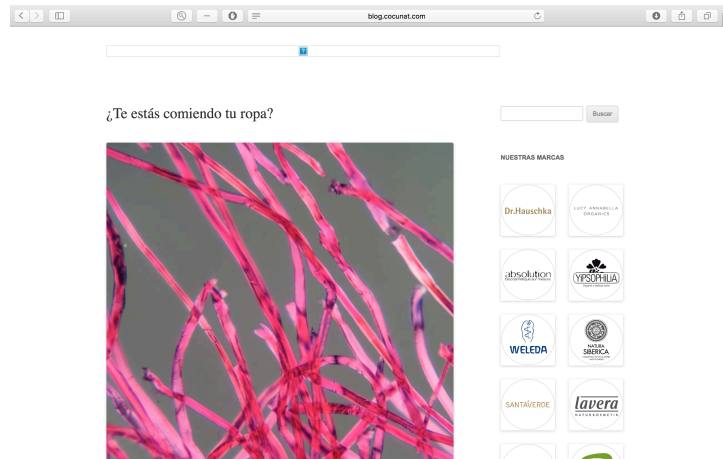 blog.cocunat.com
¿Te estás comiendo tu ropa?
Buscar
NUESTRAS MARCAS
Dr.Hauschka
LUCY ANNABELLA
ORGANICS
absolution
YIPSOPHILIA
WELEDA
NATURA
SIBERICA
SANTAVERDE
lavera
NATURKOSMETIK